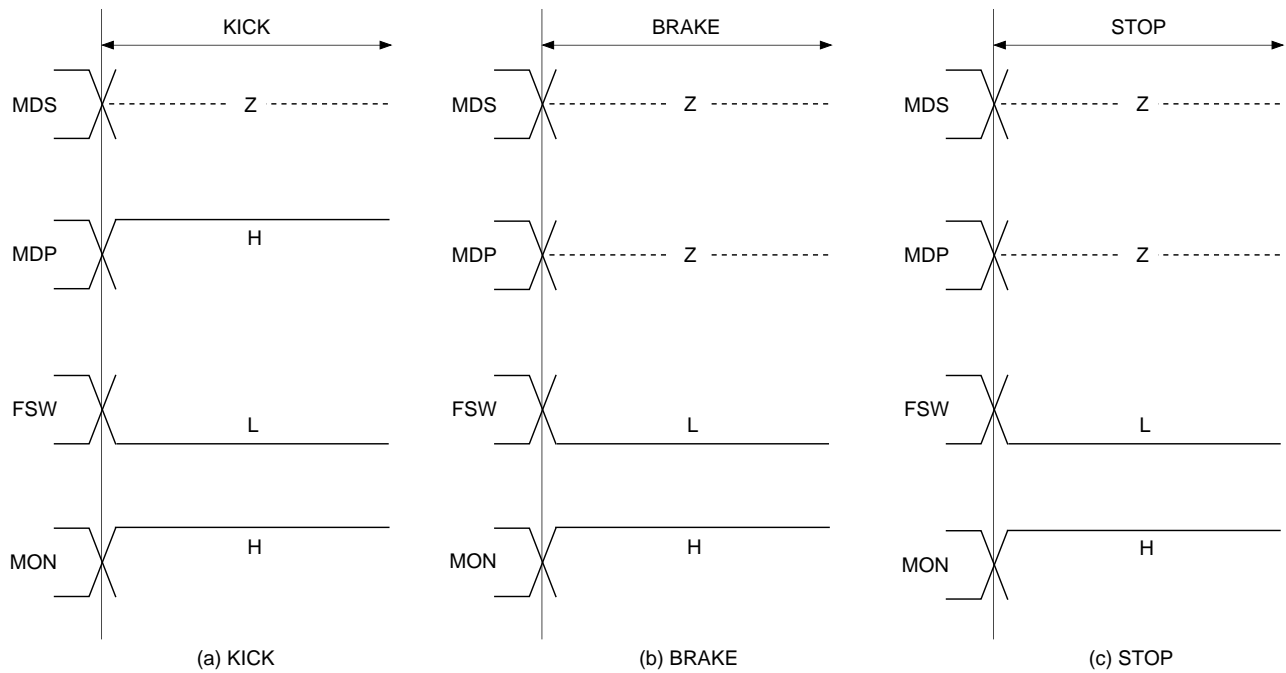 KICK
MDS
Z
MDP
H
FSW
L
MON
H
(a) KICK
BRAKE
MDS
Z
MDP
Z
FSW
L
MON
H
(b) BRAKE
STOP
MDS
Z
MDP
Z
FSW
L
MON
H
(c) STOP